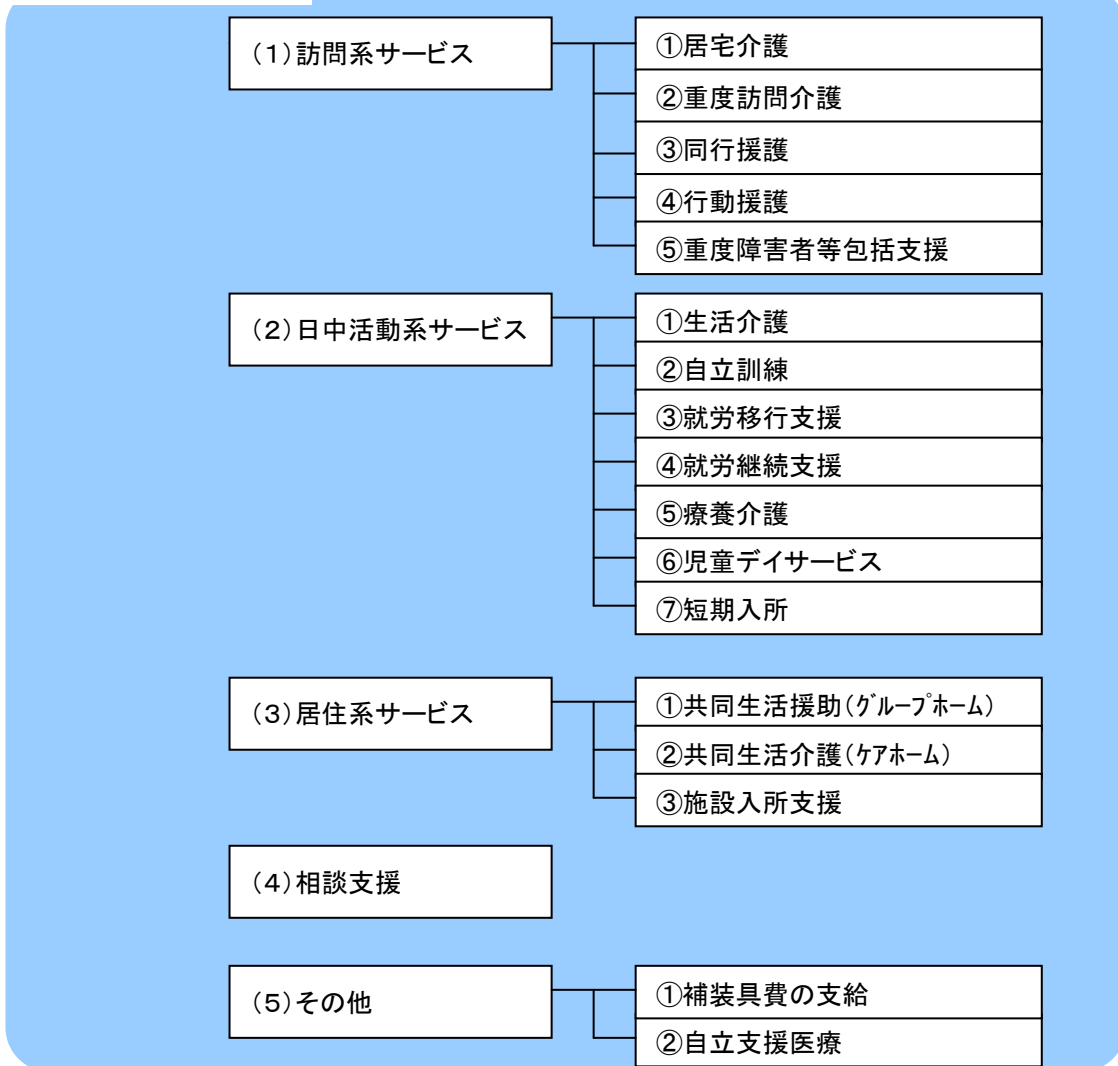 (1)訪問系サービス
①居宅介護
②重度訪問介護
③同行援護
④行動援護
⑤重度障害者等包括支援
(2)日中活動系サービス
①生活介護
②自立訓練
③就労移行支援
④就労継続支援
⑤療養介護
⑥児童デイサービス
⑦短期入所
(3)居住系サービス
①共同生活援助(ｸﾞﾙｰﾌﾟﾎｰﾑ)
②共同生活介護(ｹｱﾎｰﾑ)
③施設入所支援
(4)相談支援
(5)その他
①補装具費の支給
②自立支援医療